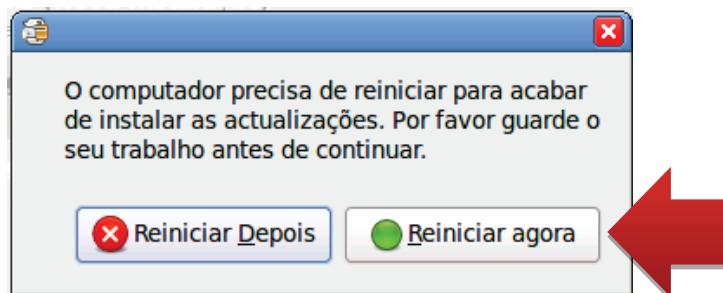 O computador precisa de reiniciar para acabar
de instalar as actualizações. Por favor guarde o
seu trabalho antes de continuar.
Reiniciar Depois
Reiniciar agora